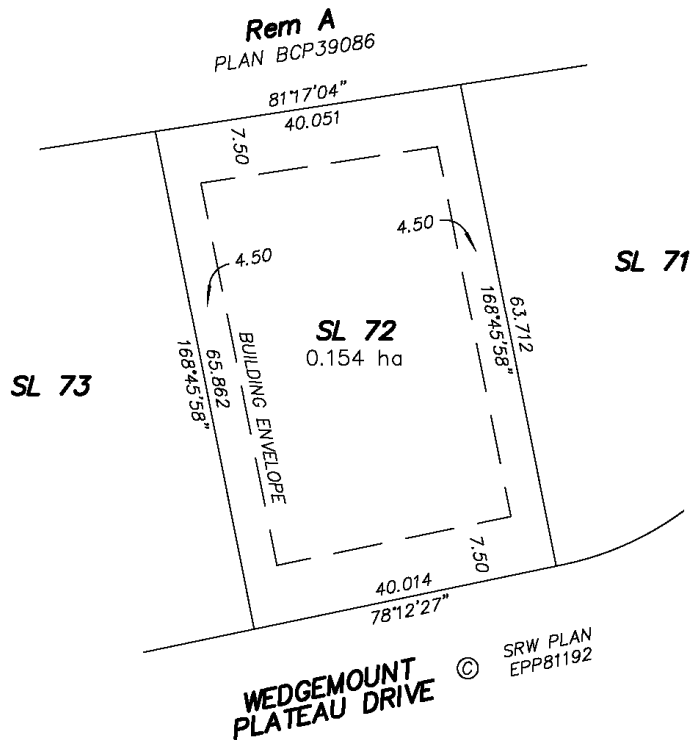 Rem A
PLAN BCP39086
81°17'04"
40.051
7.50
4.50
4.50
SL 71
SL 72
0.154 ha
63.712
168°45'58"
SL 73
65.862
168°45'58"
BUILDING ENVELOPE
7.50
40.014
78°12'27"
WEDGEMOUNT
PLATEAU DRIVE
©
SRW PLAN
EPP81192